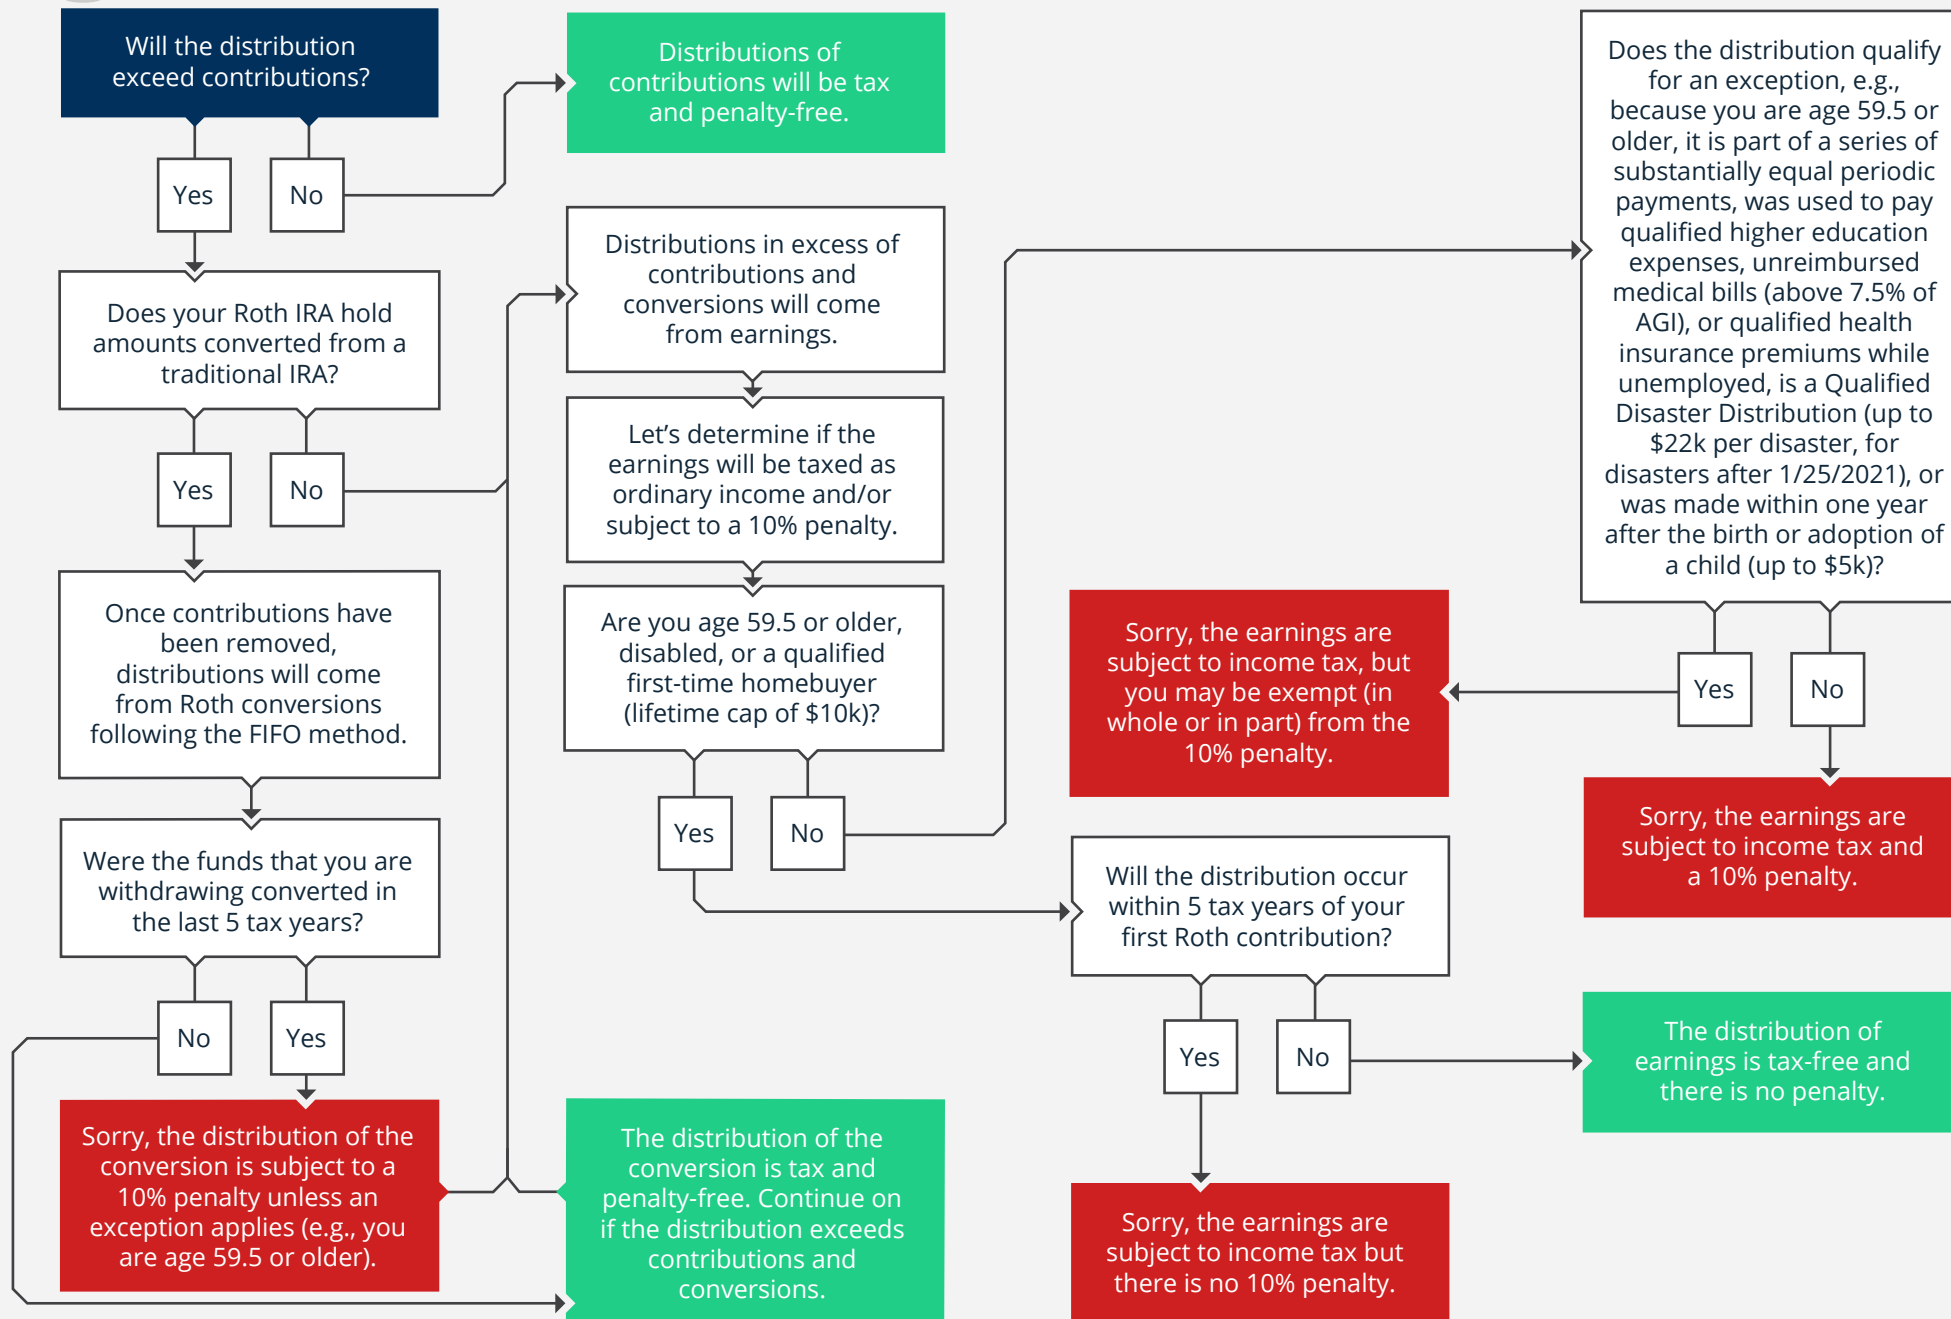 Will the distribution
exceed contributions?
Yes
No
Distributions of
contributions will be tax
and penalty-free.
Does your Roth IRA hold
amounts converted from a
traditional IRA?
Yes
No
Once contributions have
been removed,
distributions will come
from Roth conversions
following the FIFO method.
Were the funds that you are
withdrawing converted in
the last 5 tax years?
No
Yes
Sorry, the distribution of the
conversion is subject to a
10% penalty unless an
exception applies (e.g., you
are age 59.5 or older).
The distribution of the
conversion is tax and
penalty-free. Continue on
if the distribution exceeds
contributions and
conversions.
Distributions in excess of
contributions and
conversions will come
from earnings.
Let’s determine if the
earnings will be taxed as
ordinary income and/or
subject to a 10% penalty.
Are you age 59.5 or older,
disabled, or a qualified
first-time homebuyer
(lifetime cap of $10k)?
Yes
No
Will the distribution occur
within 5 tax years of your
first Roth contribution?
Yes
No
Sorry, the earnings are
subject to income tax but
there is no 10% penalty.
The distribution of
earnings is tax-free and
there is no penalty.
Does the distribution qualify
for an exception, e.g.,
because you are age 59.5 or
older, it is part of a series of
substantially equal periodic
payments, was used to pay
qualified higher education
expenses, unreimbursed
medical bills (above 7.5% of
AGI), or qualified health
insurance premiums while
unemployed, is a Qualified
Disaster Distribution (up to
$22k per disaster, for
disasters after 1/25/2021), or
was made within one year
after the birth or adoption of
a child (up to $5k)?
Yes
No
Sorry, the earnings are
subject to income tax, but
you may be exempt (in
whole or in part) from the
10% penalty.
Sorry, the earnings are
subject to income tax and
a 10% penalty.